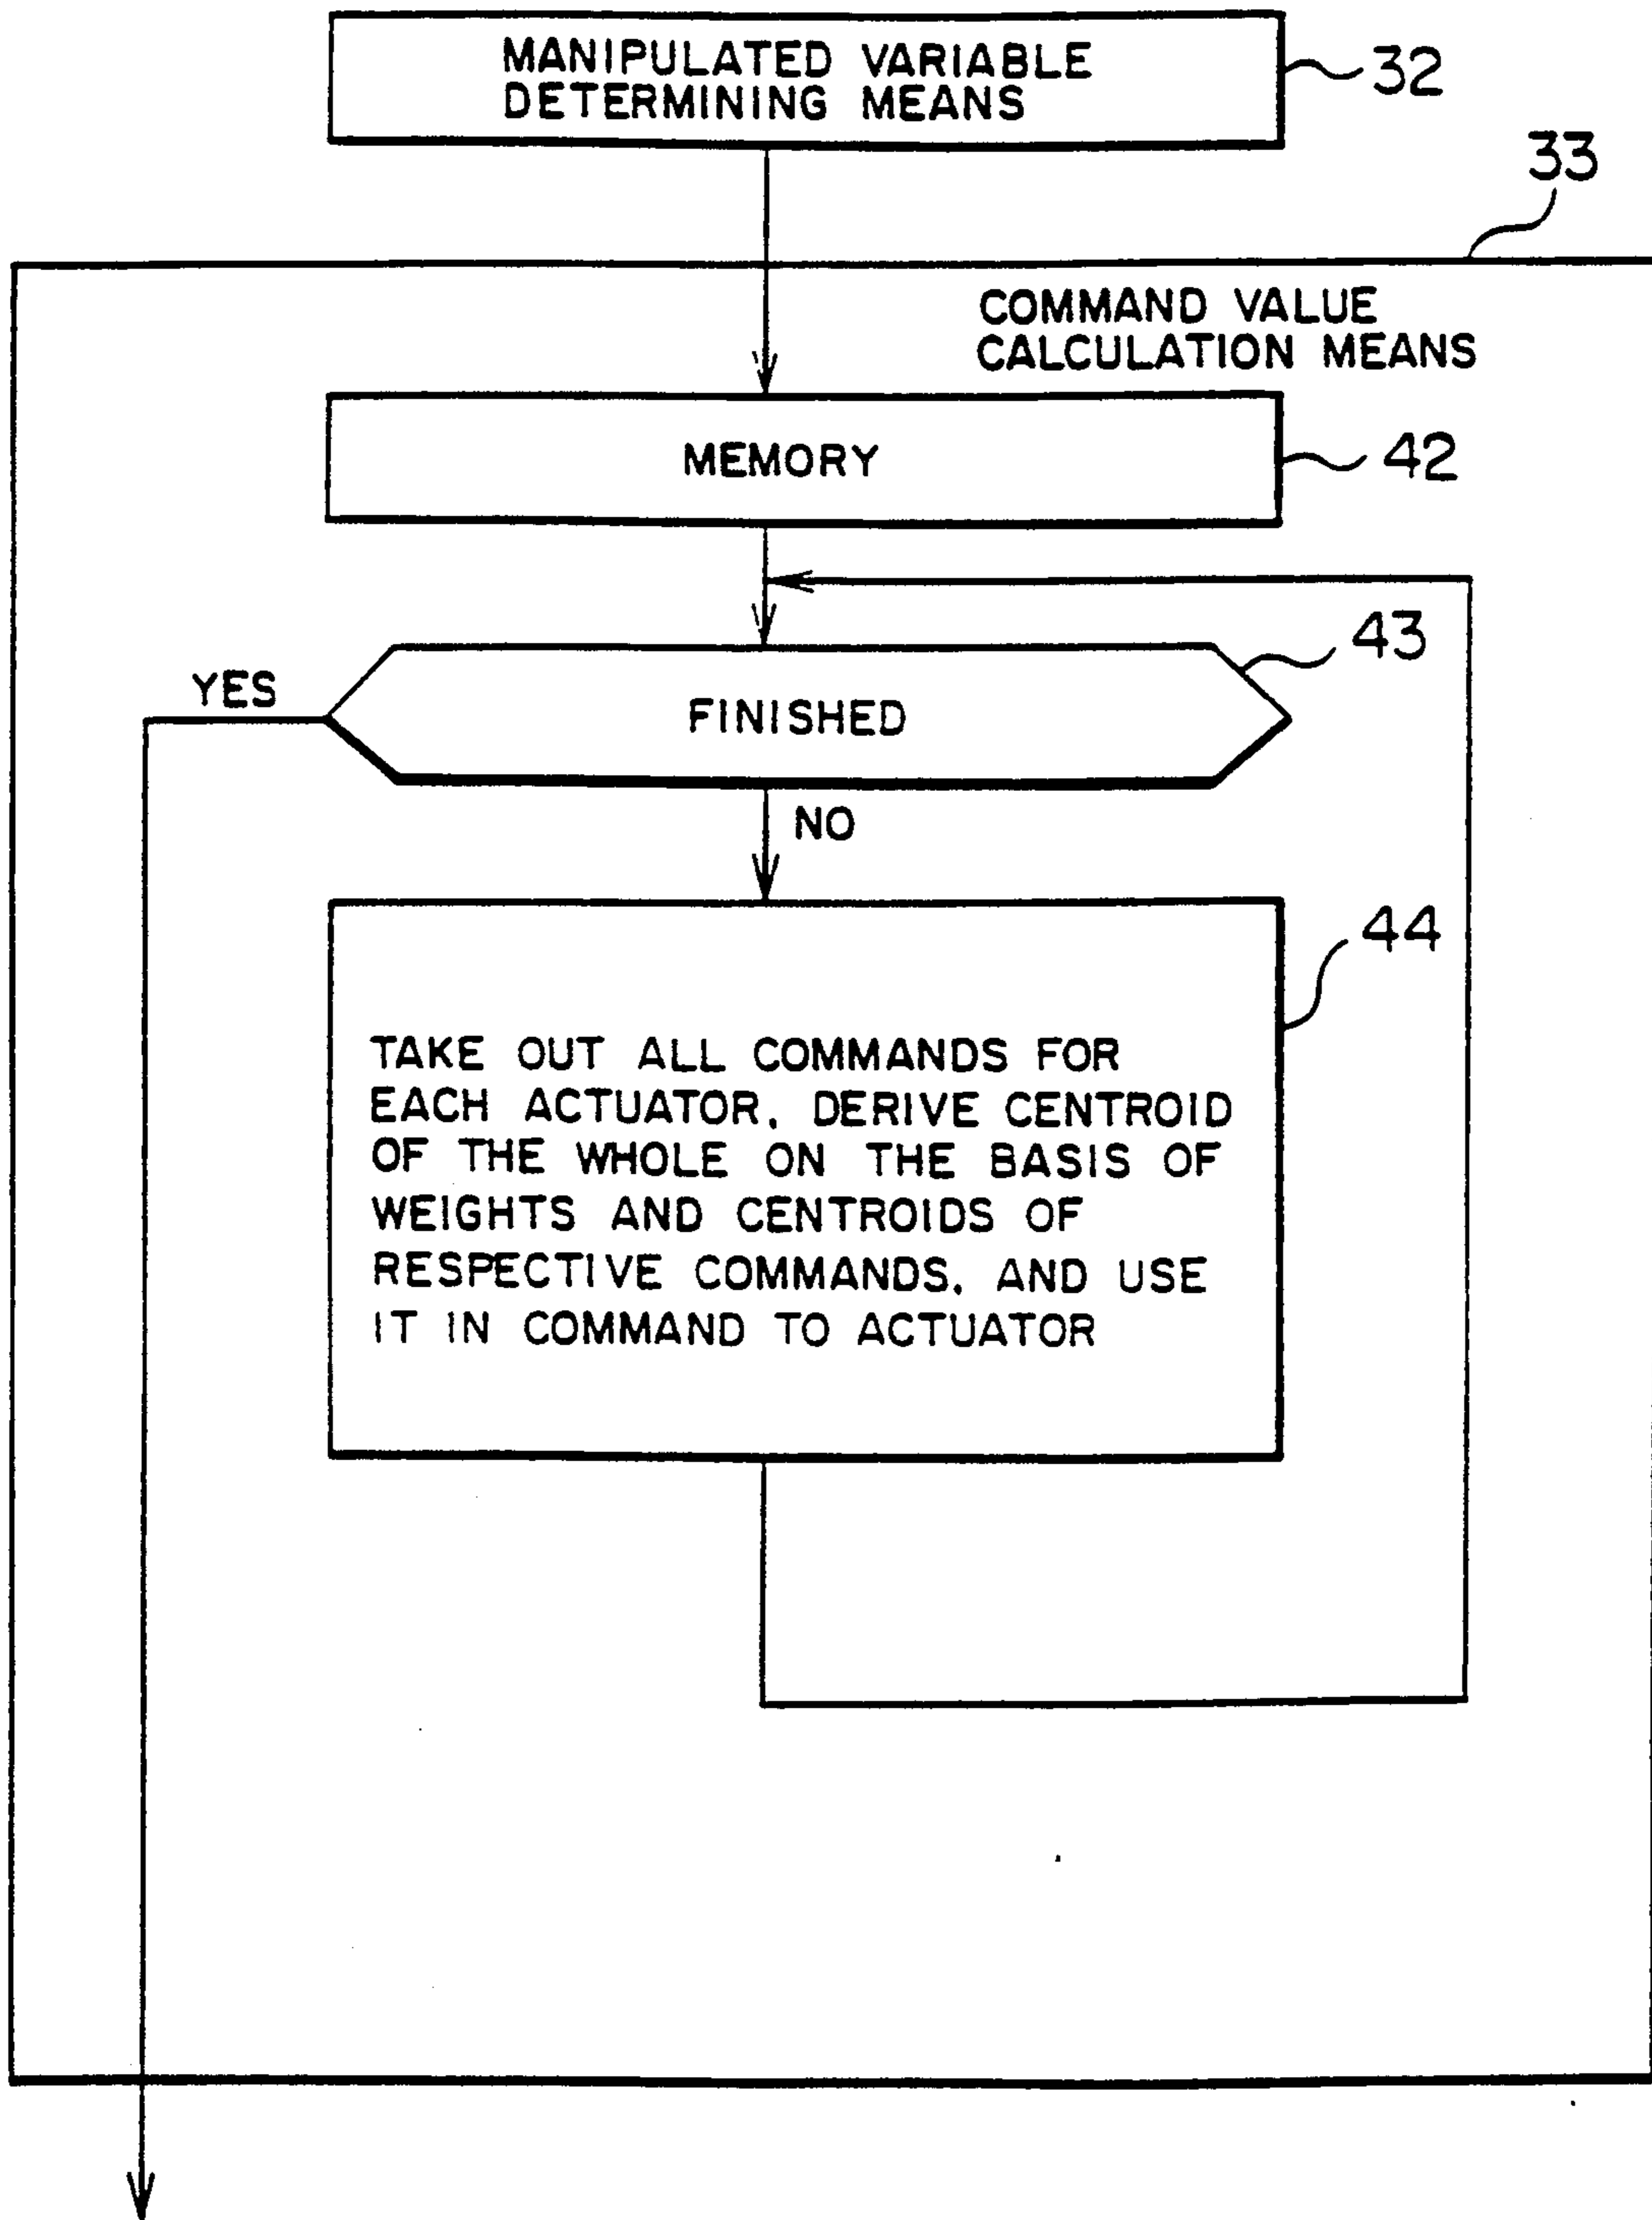 MANIPULATED VARIABLE
DETERMINING MEANS
32
33
COMMAND VALUE
CALCULATION MEANS
MEMORY
42
43
YES
FINISHED
NO
44
TAKE OUT ALL COMMANDS FOR
EACH ACTUATOR, DERIVE CENTROID
OF THE WHOLE ON THE BASIS OF
WEIGHTS AND CENTROIDS OF
RESPECTIVE COMMANDS, AND USE
IT IN COMMAND TO ACTUATOR